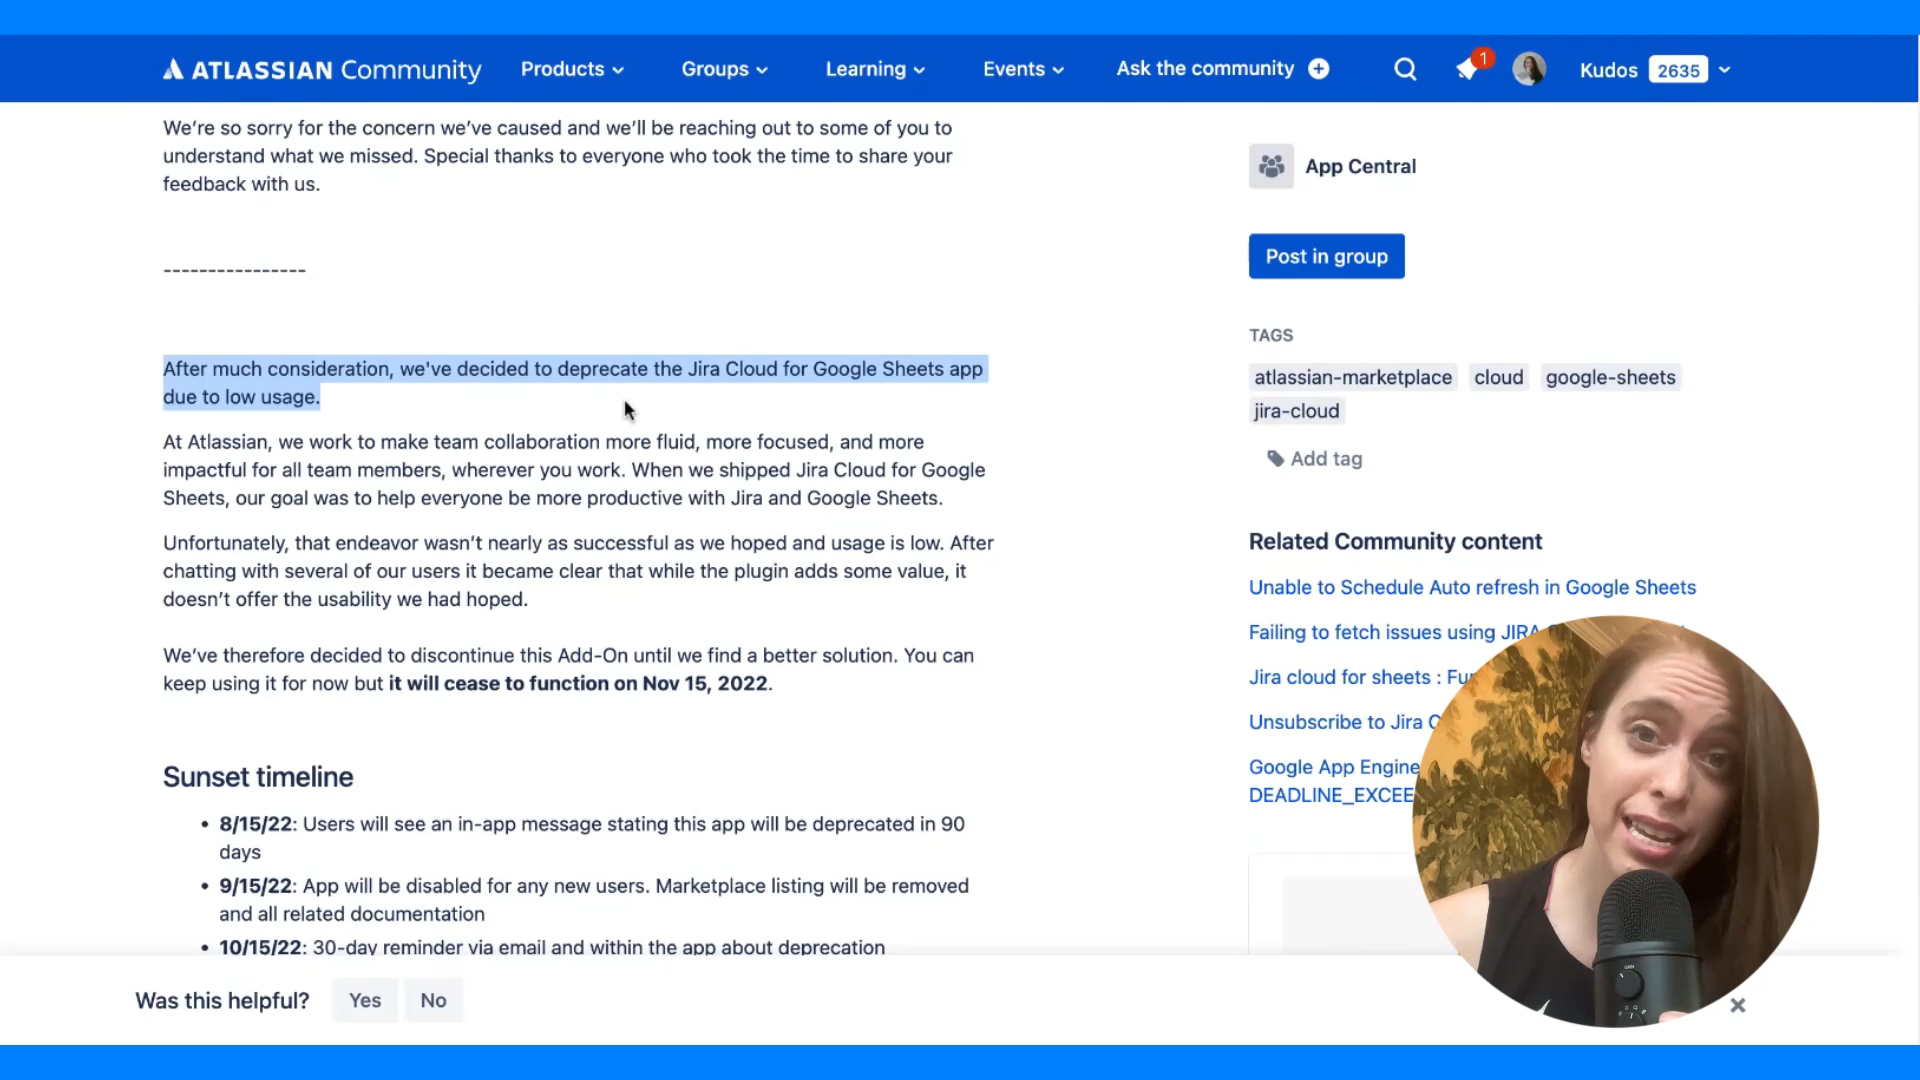 ATLASSIAN Community
Products
Groups
Learning
Events
Ask the community
1
Kudos 2635
We’re so sorry for the concern we’ve caused and we’ll be reaching out to some of you to
understand what we missed. Special thanks to everyone who took the time to share your
feedback with us.
----------------
After much consideration, we've decided to deprecate the Jira Cloud for Google Sheets app
due to low usage.
At Atlassian, we work to make team collaboration more fluid, more focused, and more
impactful for all team members, wherever you work. When we shipped Jira Cloud for Google
Sheets, our goal was to help everyone be more productive with Jira and Google Sheets.
Unfortunately, that endeavor wasn’t nearly as successful as we hoped and usage is low. After
chatting with several of our users it became clear that while the plugin adds some value, it
doesn’t offer the usability we had hoped.
We’ve therefore decided to discontinue this Add-On until we find a better solution. You can
keep using it for now but it will cease to function on Nov 15, 2022.
Sunset timeline
• 8/15/22: Users will see an in-app message stating this app will be deprecated in 90
days
• 9/15/22: App will be disabled for any new users. Marketplace listing will be removed
and all related documentation
• 10/15/22: 30-day reminder via email and within the app about deprecation
App Central
Post in group
TAGS
atlassian-marketplace cloud google-sheets
jira-cloud
Add tag
Related Community content
Unable to Schedule Auto refresh in Google Sheets
Failing to fetch issues using JIRA
Jira cloud for sheets :
Unsubscribe to Jira
Google App Engine
Was this helpful?
Yes
No